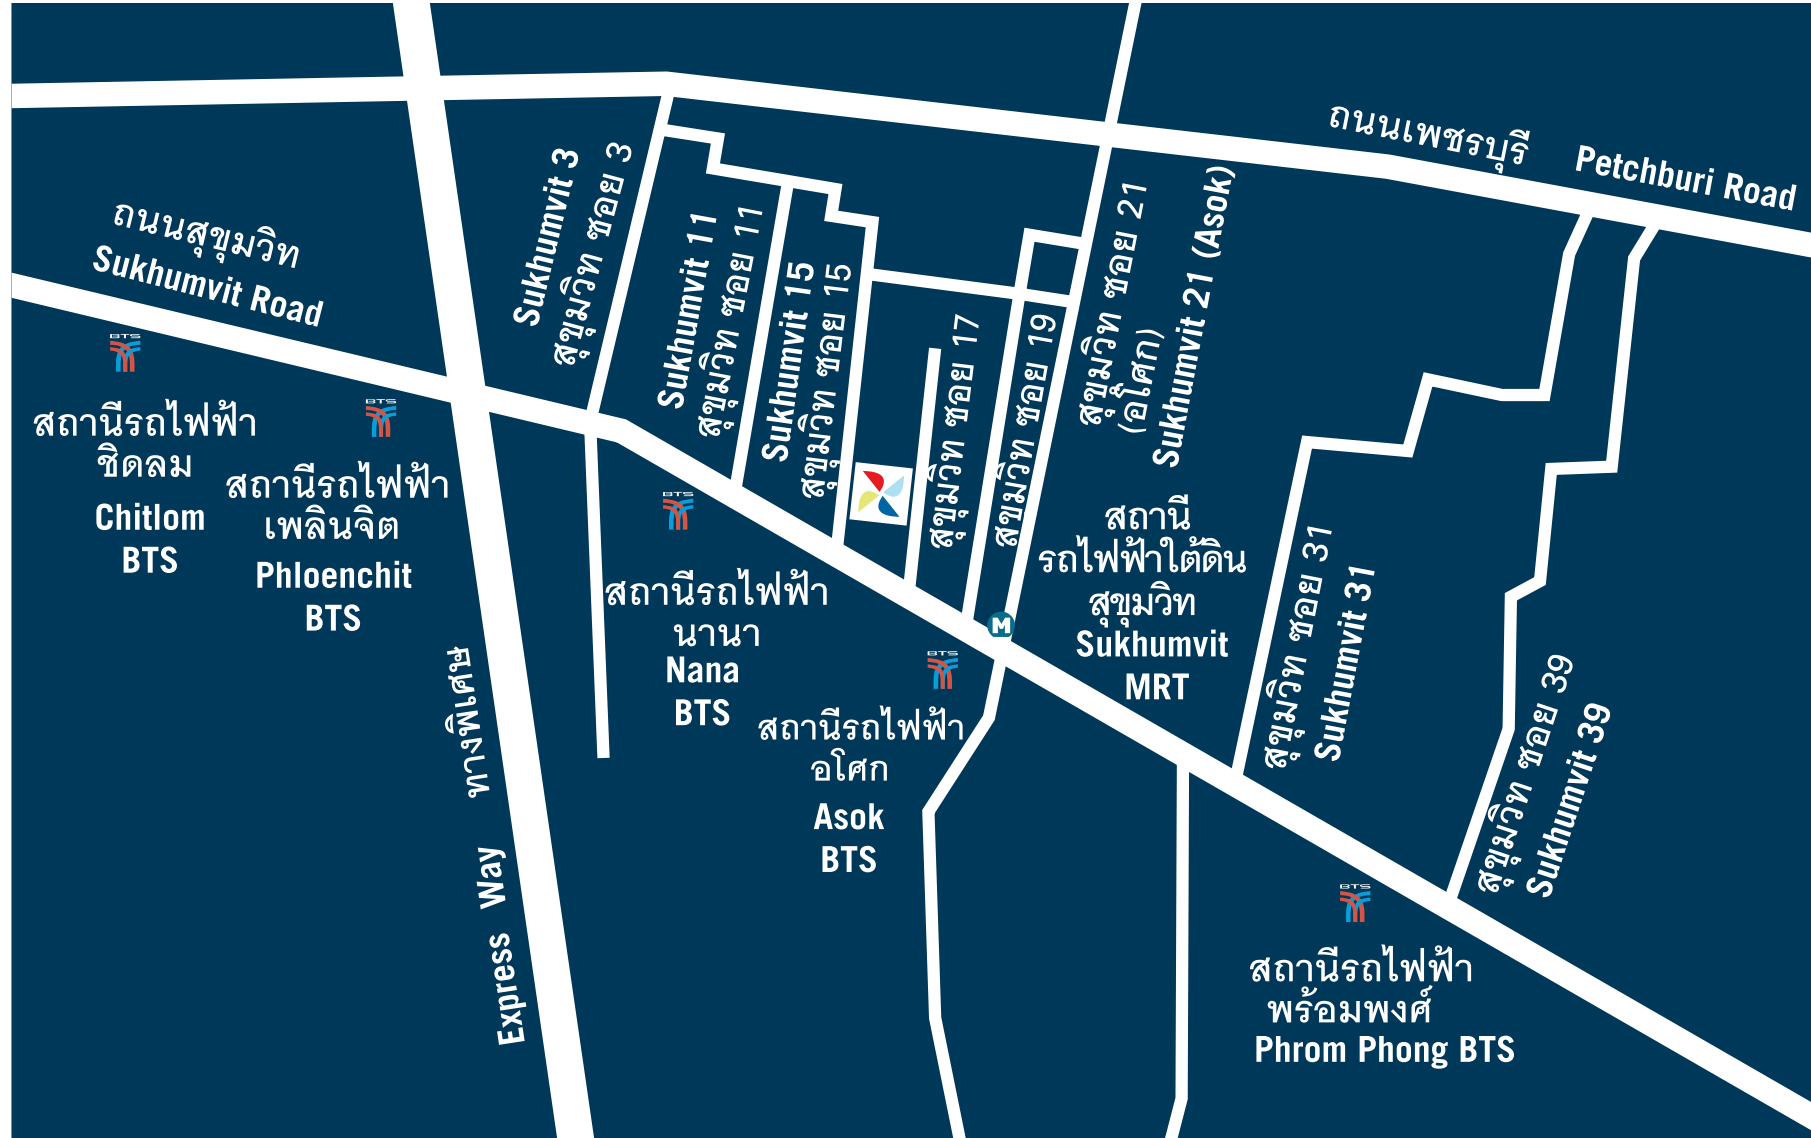 ถนนเพชรบุรี
Petchburi Road
ถนนสุขุมวิท
Sukhumvit Road
Sukhumvit 3
สุขุมวิท ซอย 3
Sukhumvit 11
สุขุมวิท ซอย 11
Sukhumvit 15
สุขุมวิท ซอย 15
สุขุมวิท ซอย 17
สุขุมวิท ซอย 19
สุขุมวิท ซอย 21
(อโศก)
Sukhumvit 21 (Asok)
BTS
สถานีรถไฟฟ้า
ชิดลม
Chitlom
BTS
BTS
สถานีรถไฟฟ้า
เพลินจิต
Phloenchit
BTS
BTS
สถานีรถไฟฟ้า
นานา
Nana
BTS
M
สถานี
รถไฟฟ้าใต้ดิน
สุขุมวิท
Sukhumvit
MRT
BTS
สถานีรถไฟฟ้า
อโศก
Asok
BTS
สุขุมวิท ซอย 31
Sukhumvit 31
สุขุมวิท ซอย 39
Sukhumvit 39
ทางพิเศษ
Express Way
BTS
สถานีรถไฟฟ้า
พร้อมพงศ์
Phrom Phong BTS